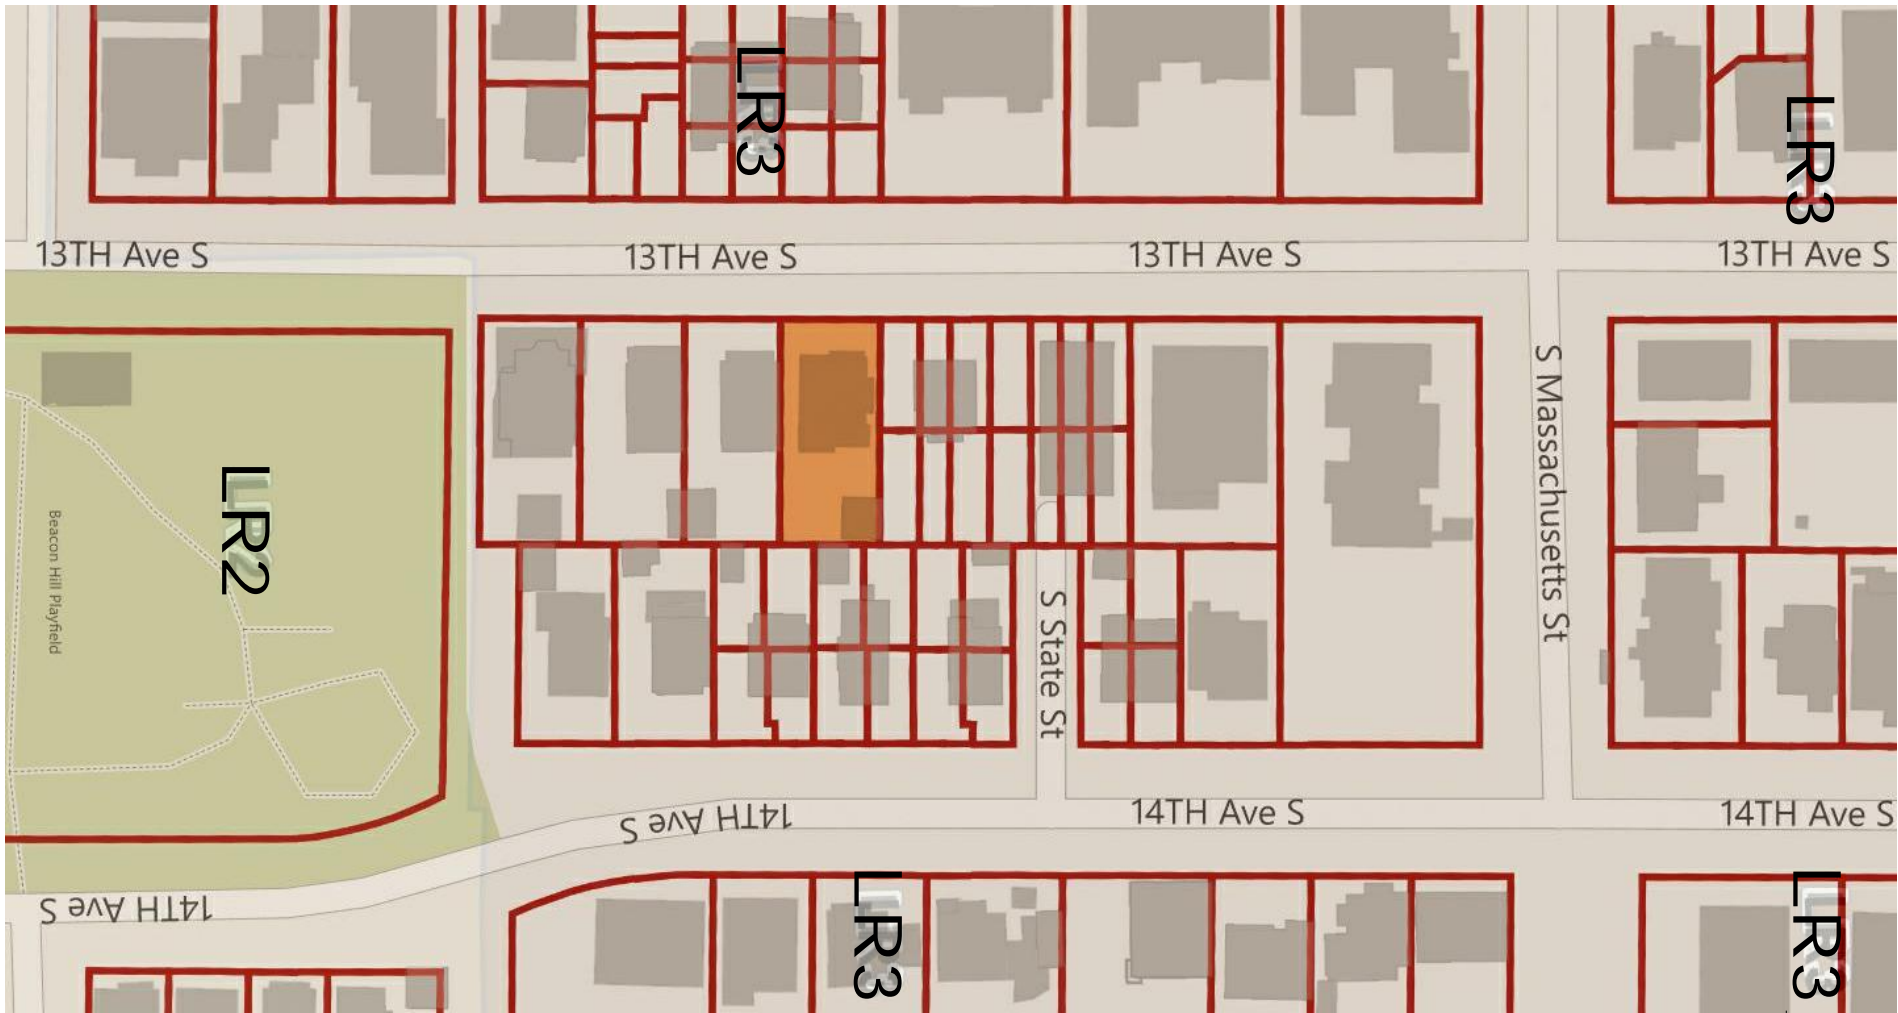 LR3
LR3
13TH Ave S
13TH Ave S
13TH Ave S
13TH Ave S
S Massachusetts St
LR2
Beacon Hill Playfield
S State St
14TH Ave S
14TH Ave S
14TH Ave S
14TH Ave S
LR3
LR3